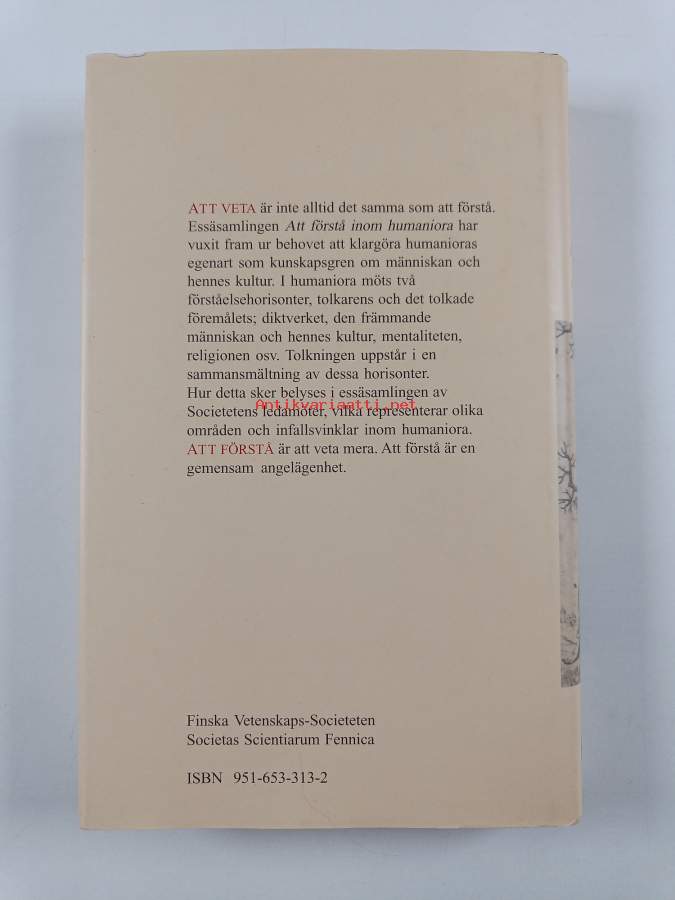 ATT VETA är inte alltid det samma som att förstå.
Essäsamlingen Att förstå inom humaniora har
vuxit fram ur behovet att klargöra humanioras
egenart som kunskapsgren om människan och
hennes kultur. I humaniora möts två
förståelsehorisonter, tolkarens och det tolkade
föremålets; diktverket, den främmande
människan och hennes kultur, mentaliteten,
religionen osv. Tolkningen uppstår i en
sammansmältning av dessa horisonter.
Hur detta sker belyses i essäsamlingen av
Antikvariaatti.net
Societetens ledamöter, vilka representerar olika
områden och infallsvinklar inom humaniora.
ATT FÖRSTÅ är att veta mera. Att förstå är en
gemensam angelägenhet.
Finska Vetenskaps-Societeten
Societas Scientiarum Fennica
ISBN 951-653-313-2